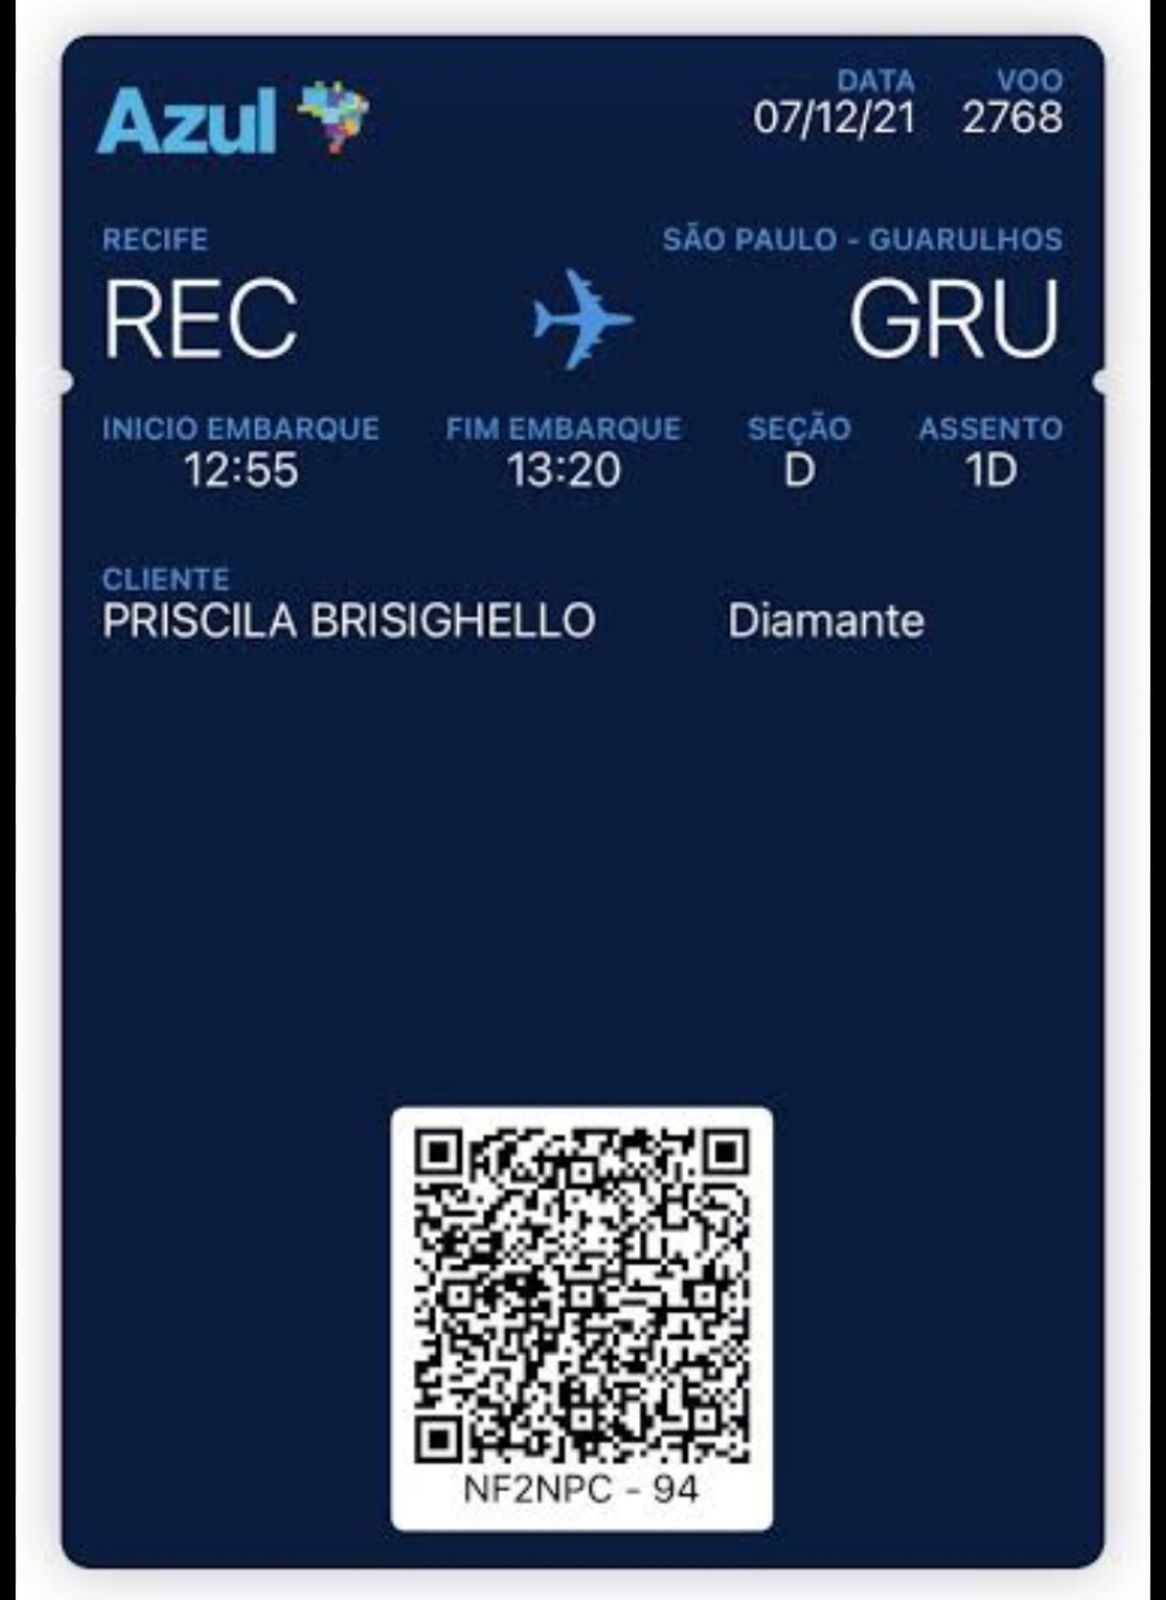 Azul
DATA VOO
07/12/21 2768
RECIFE SÃO PAULO - GUARULHOS
REC GRU
INICIO EMBARQUE FIM EMBARQUE SEÇÃO ASSENTO
12:55 13:20 D 1D
CLIENTE
PRISCILA BRISIGHELLO Diamante
NF2NPC - 94